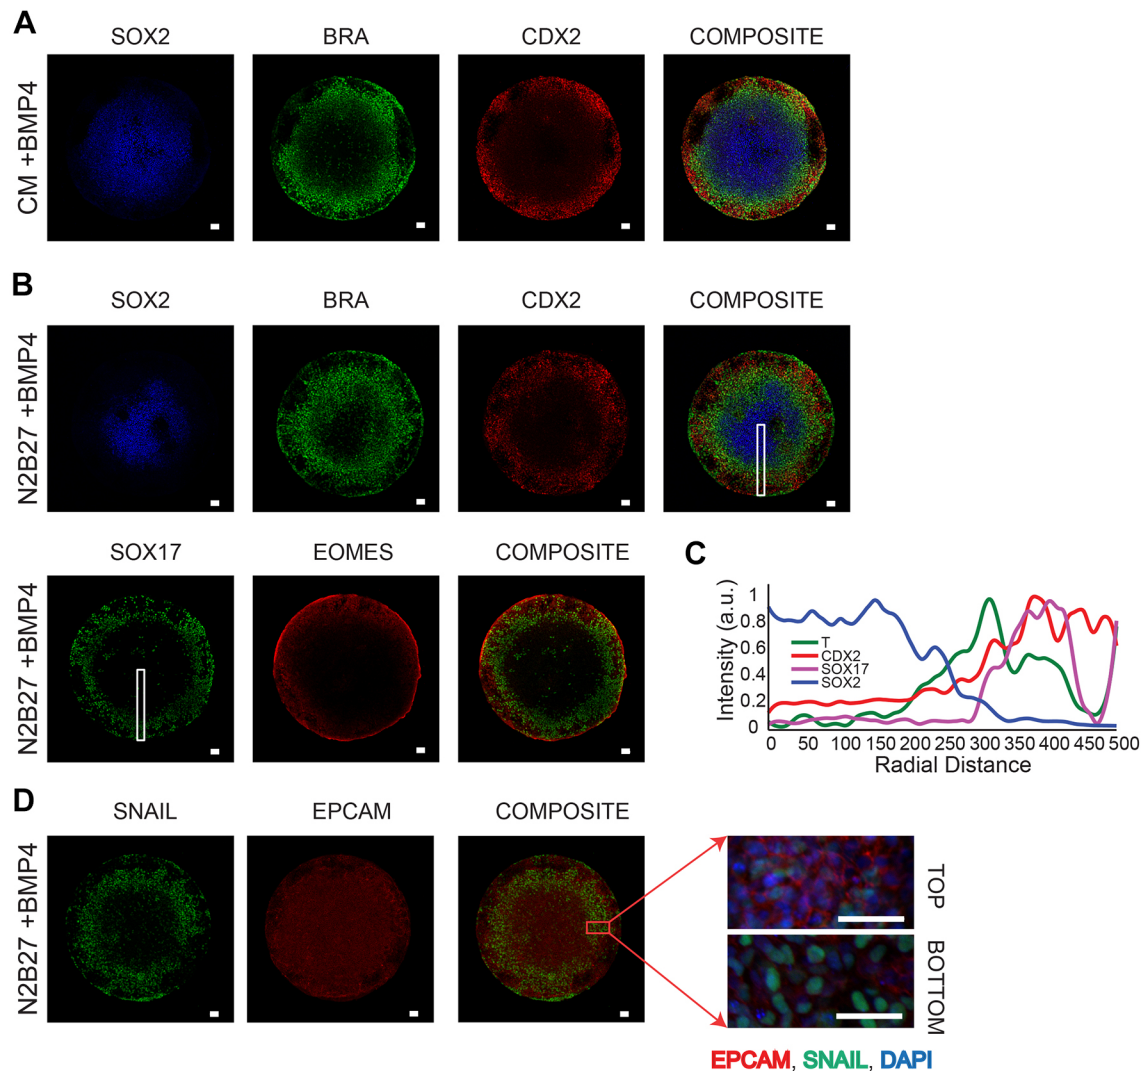 A
SOX2 BRA CDX2 COMPOSITE
CM +BMP4
B
SOX2 BRA CDX2 COMPOSITE
N2B27 +BMP4
SOX17 EOMES COMPOSITE
N2B27 +BMP4
C
Intensity (a.u.)
1
0.8
0.6
0.4
0.2
0
T
CDX2
SOX17
SOX2
0 50 100 150 200 250 300 350 400 450 500
Radial Distance
D
SNAIL EPCAM COMPOSITE
N2B27 +BMP4
TOP
BOTTOM
EPCAM, SNAIL, DAPI